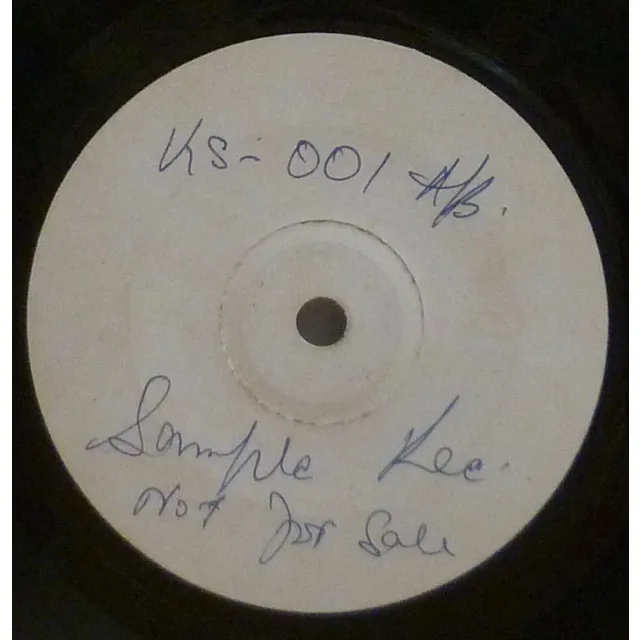 KS-001 A/B.
Sample Rec.
Not For Sale